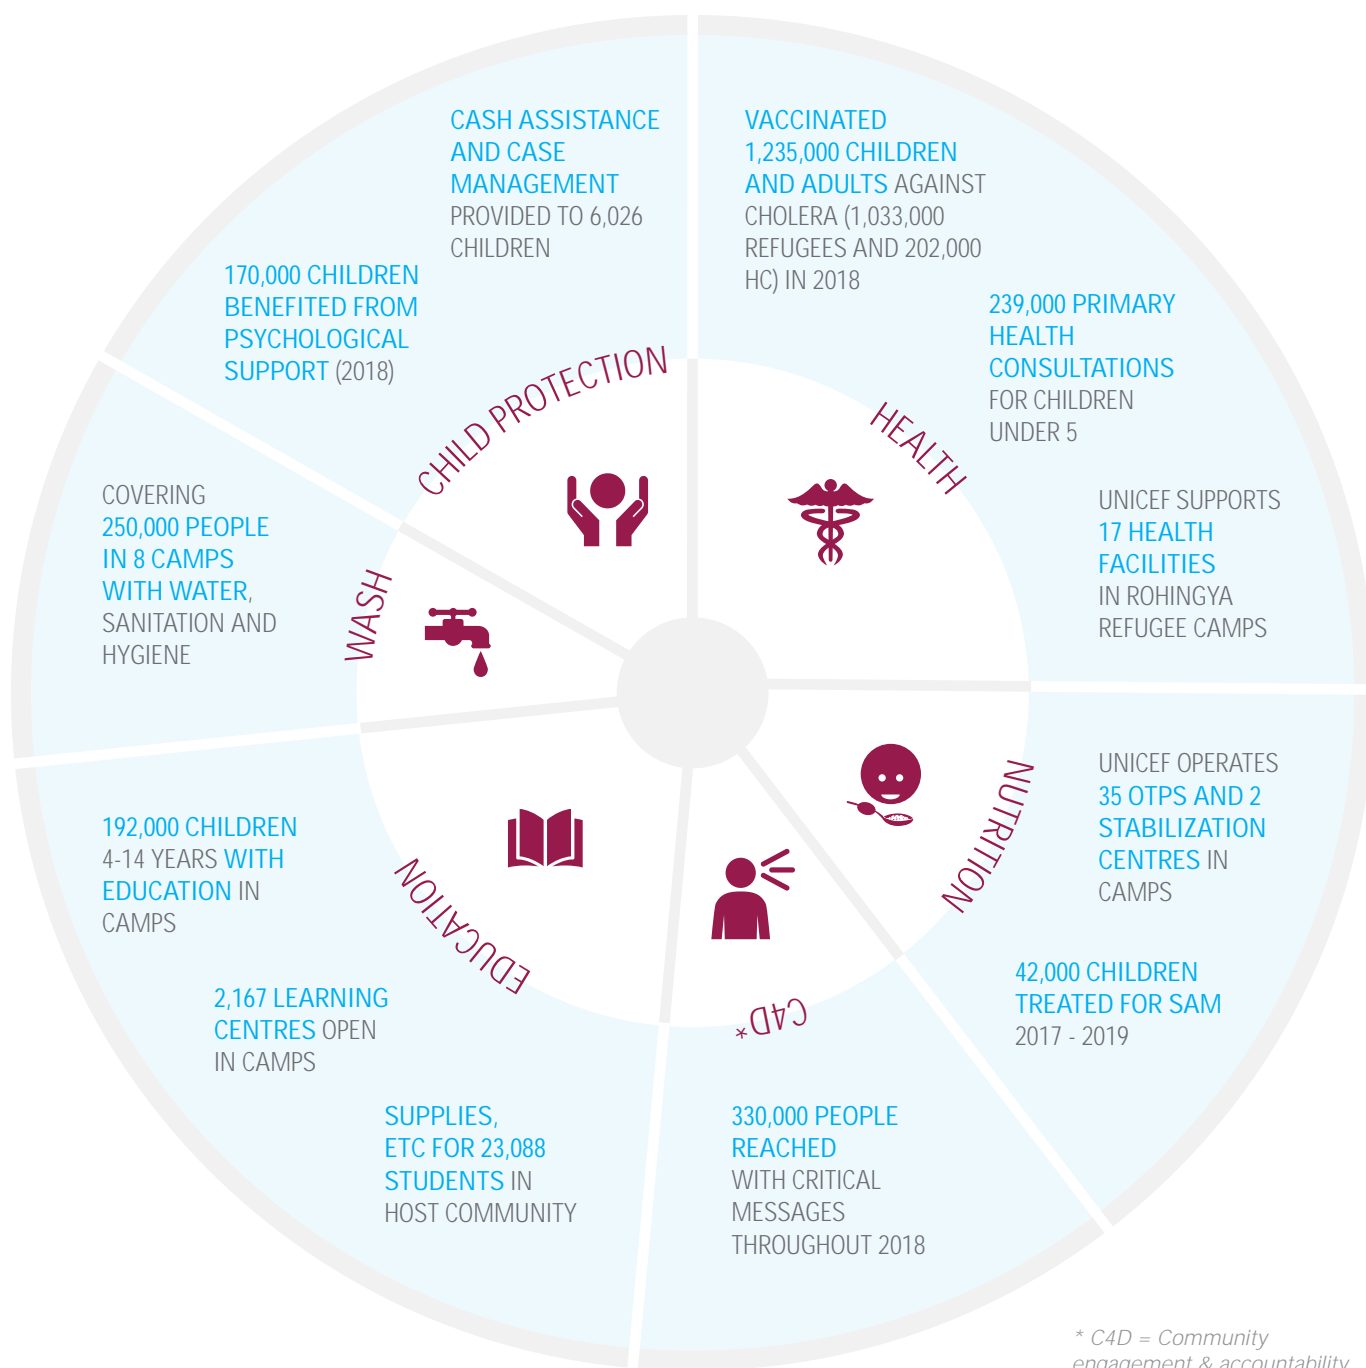 CASH ASSISTANCE
AND CASE
MANAGEMENT
PROVIDED TO 6,026
CHILDREN
170,000 CHILDREN
BENEFITED FROM
PSYCHOLOGICAL
SUPPORT (2018)
CHILD PROTECTION
VACCINATED
1,235,000 CHILDREN
AND ADULTS AGAINST
CHOLERA (1,033,000
REFUGEES AND 202,000
HC) IN 2018
239,000 PRIMARY
HEALTH
CONSULTATIONS
FOR CHILDREN
UNDER 5
UNICEF SUPPORTS
17 HEALTH
FACILITIES
IN ROHINGYA
REFUGEE CAMPS
HEALTH
COVERING
250,000 PEOPLE
IN 8 CAMPS
WITH WATER,
SANITATION AND
HYGIENE
WASH
UNICEF OPERATES
35 OTPS AND 2
STABILIZATION
CENTRES IN
CAMPS
42,000 CHILDREN
TREATED FOR SAM
2017 - 2019
NUTRITION
192,000 CHILDREN
4-14 YEARS WITH
EDUCATION IN
CAMPS
2,167 LEARNING
CENTRES OPEN
IN CAMPS
SUPPLIES,
ETC FOR 23,088
STUDENTS IN
HOST COMMUNITY
EDUCATION
C4D*
330,000 PEOPLE
REACHED
WITH CRITICAL
MESSAGES
THROUGHOUT 2018
* C4D = Community
engagement & accountability